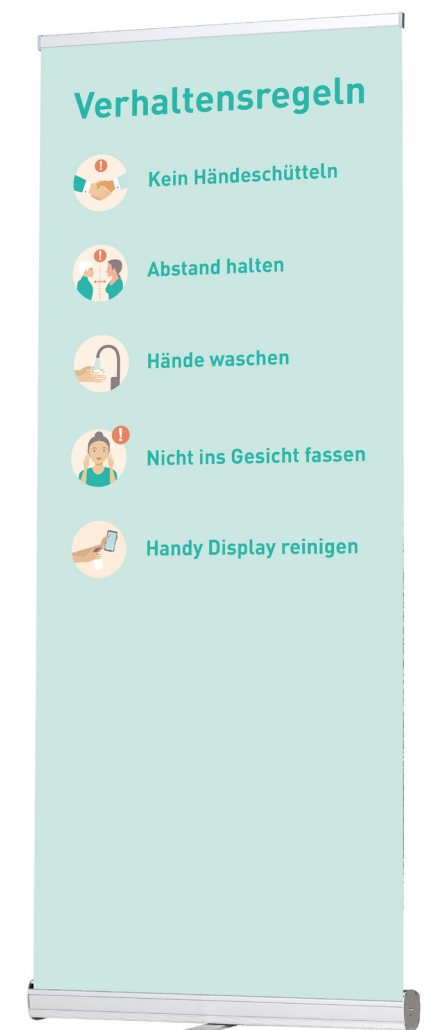 Verhaltensregeln
Kein Händeschütteln
Abstand halten
Hände waschen
Nicht ins Gesicht fassen
Handy Display reinigen